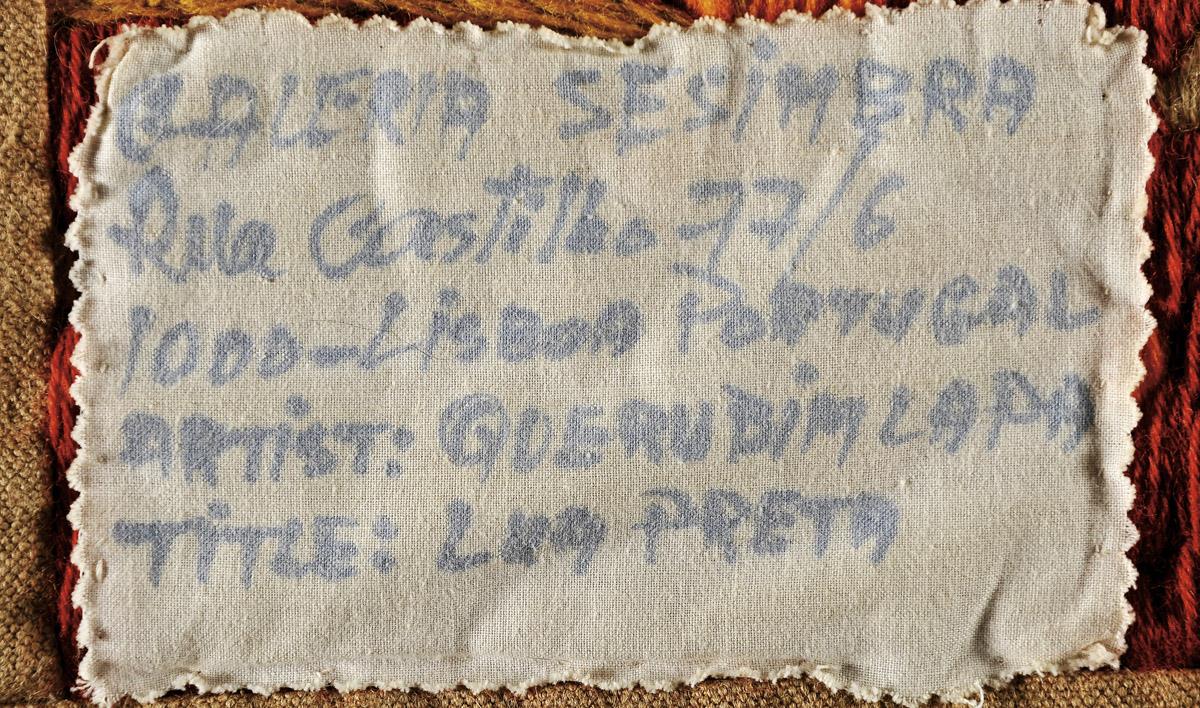 GALERIA SESiMBRA
Rua Castilho 77/6
1000-LiSBOA PORTUGAL
ARTiST: QUERUBiM LAPA
TiTLE: LUA PRETA